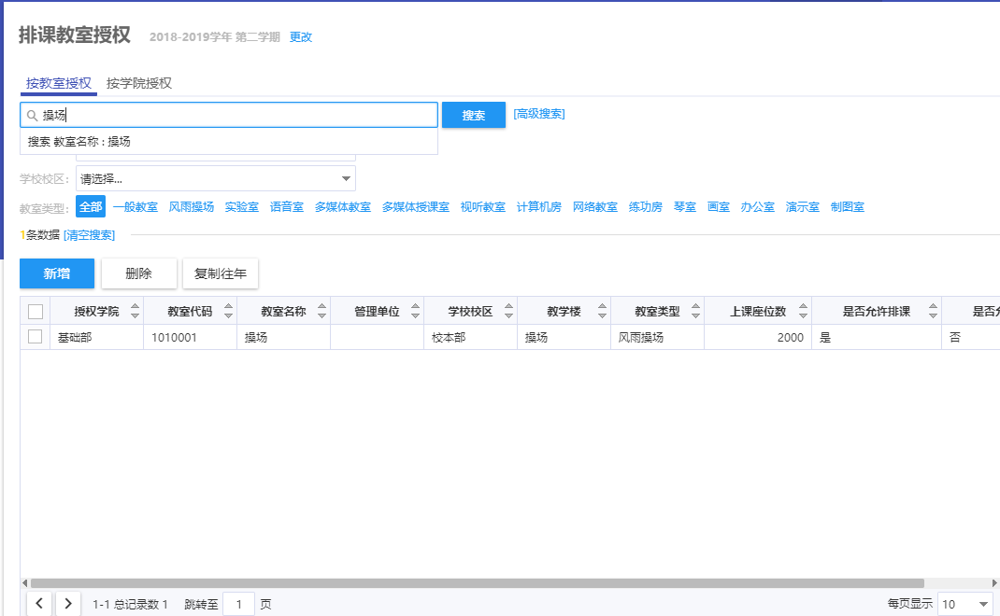 排课教室授权 2018-2019学年 第二学期 更改
按教室授权 按学院授权
操场 搜索 [高级搜索]
搜索 教室名称 : 操场
学校校区: 请选择...
教室类型: 全部 一般教室 风雨操场 实验室 语音室 多媒体教室 多媒体授课室 视听教室 计算机房 网络教室 练功房 琴室 画室 办公室 演示室 制图室
1条数据 [清空搜索]
新增 删除 复制往年
授权学院 教室代码 教室名称 管理单位 学校校区 教学楼 教室类型 上课座位数 是否允许排课 是否
基础部 1010001 操场 校本部 操场 风雨操场 2000 是 否
1-1 总记录数 1 跳转至 1 页 每页显示 10